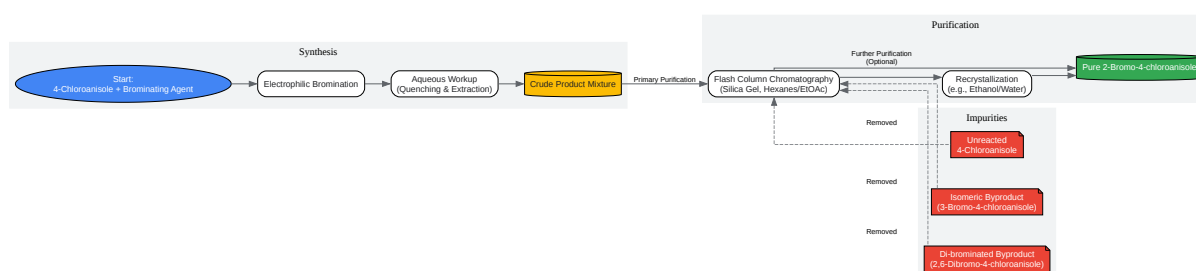 Synthesis
Start:
4-Chloroanisole + Brominating Agent
Electrophilic Bromination
Aqueous Workup
(Quenching & Extraction)
Crude Product Mixture
Primary Purification
Purification
Flash Column Chromatography
(Silica Gel, Hexanes/EtOAc)
Further Purification
(Optional)
Recrystallization
(e.g., Ethanol/Water)
Pure 2-Bromo-4-chloroanisole
Impurities
Removed
Unreacted
4-Chloroanisole
Removed
Isomeric Byproduct
(3-Bromo-4-chloroanisole)
Removed
Di-brominated Byproduct
(2,6-Dibromo-4-chloroanisole)